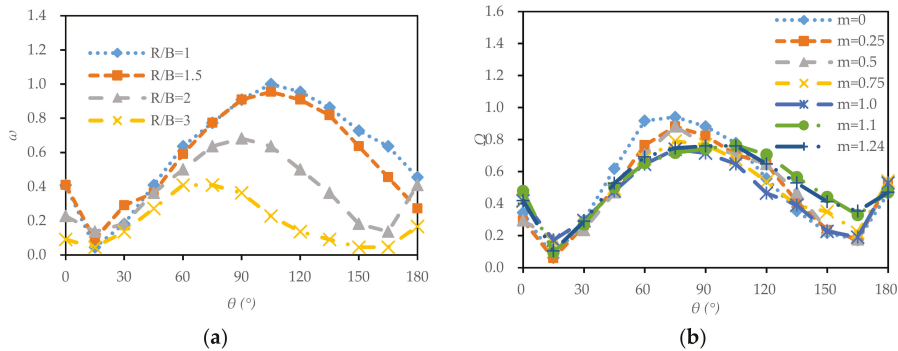 1.4
1.2
1.0
0.8
0.6
0.4
0.2
0.0
ω
R/B=1
R/B=1.5
R/B=2
R/B=3
0 30 60 90 120 150 180
θ (°)
(a)
1.6
1.4
1.2
1.0
0.8
0.6
0.4
0.2
0.0
m=0
m=0.25
m=0.5
m=0.75
m=1.0
m=1.1
m=1.24
0 30 60 90 120 150 180
θ (°)
(b)